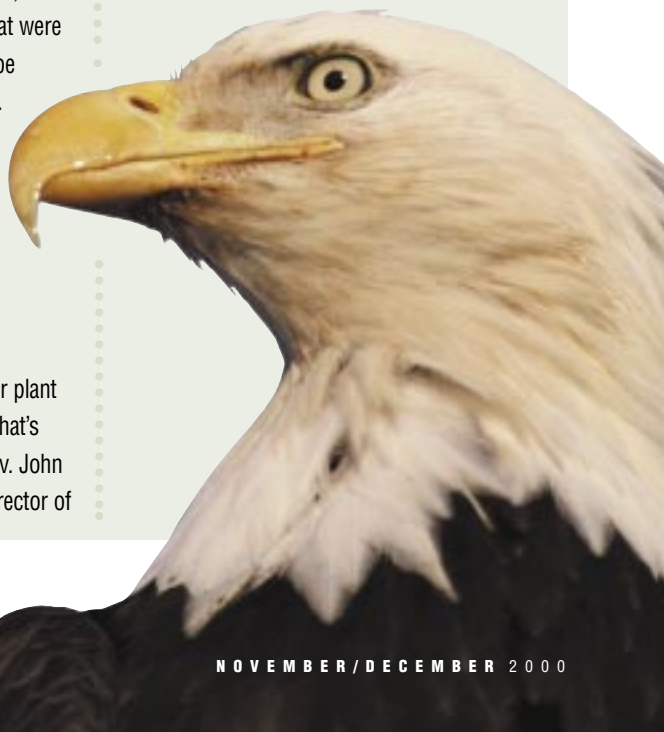 at were
be
r plant
hat's
v. John
rector of
NOVEMBER/DECEMBER 2000